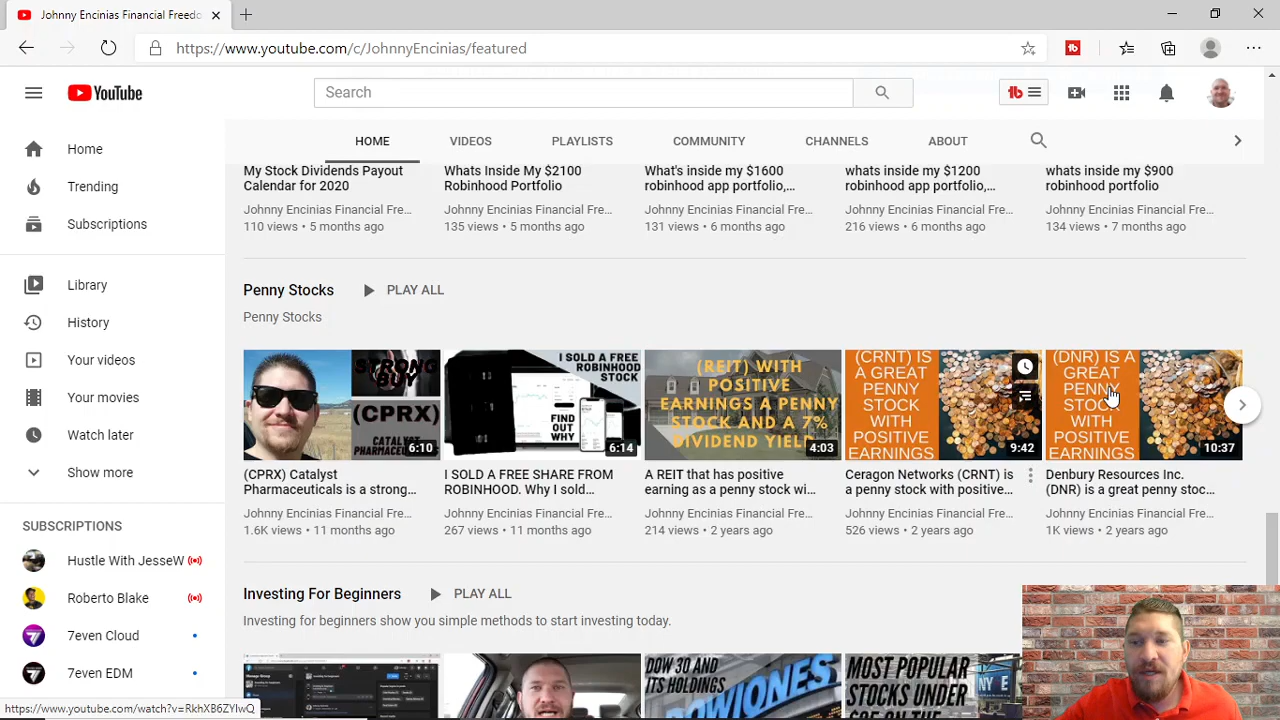 Johnny Encinias Financial Freedo
https://www.youtube.com/c/JohnnyEncinias/featured
YouTube
Search
HOME VIDEOS PLAYLISTS COMMUNITY CHANNELS ABOUT
Home
Trending
Subscriptions
Library
History
Your videos
Your movies
Watch later
Show more
SUBSCRIPTIONS
Hustle With JesseW
Roberto Blake
7even Cloud
7even EDM
My Stock Dividends Payout
Calendar for 2020
Johnny Encinias Financial Fre...
110 views • 5 months ago
Whats Inside My $2100
Robinhood Portfolio
Johnny Encinias Financial Fre...
135 views • 5 months ago
What's inside my $1600
robinhood app portfolio,...
Johnny Encinias Financial Fre...
131 views • 6 months ago
whats inside my $1200
robinhood app portfolio,...
Johnny Encinias Financial Fre...
216 views • 6 months ago
whats inside my $900
robinhood portfolio
Johnny Encinias Financial Fre...
134 views • 7 months ago
Penny Stocks PLAY ALL
Penny Stocks
STRONG
BUY
(CPRX)
CATALYST
6:10
(CPRX) Catalyst
Pharmaceuticals is a strong...
Johnny Encinias Financial Fre...
1.6K views • 11 months ago
I SOLD A FREE
ROBINHOOD
STOCK
FIND
OUT
WHY
6:14
I SOLD A FREE SHARE FROM
ROBINHOOD. Why I sold...
Johnny Encinias Financial Fre...
267 views • 11 months ago
(REIT) WITH
POSITIVE
EARNINGS A PENNY
STOCK AND A 7%
DIVIDEND YIELD
4:03
A REIT that has positive
earning as a penny stock wi...
Johnny Encinias Financial Fre...
214 views • 2 years ago
(CRNT) IS
A GREAT
PENNY
STOCK
WITH
POSITIVE
EARNINGS
9:42
Ceragon Networks (CRNT) is
a penny stock with positive...
Johnny Encinias Financial Fre...
526 views • 2 years ago
(DNR) IS A
GREAT
PENNY
STOCK
WITH
POSITIVE
EARNINGS
10:37
Denbury Resources Inc.
(DNR) is a great penny stoc...
Johnny Encinias Financial Fre...
1K views • 2 years ago
Investing For Beginners PLAY ALL
Investing for beginners show you simple methods to start investing today.
DOW 30 AND
MOST POPULAR
STOCKS UNDER
https://www.youtube.com/watch?v=RkhXB6ZYlwQ